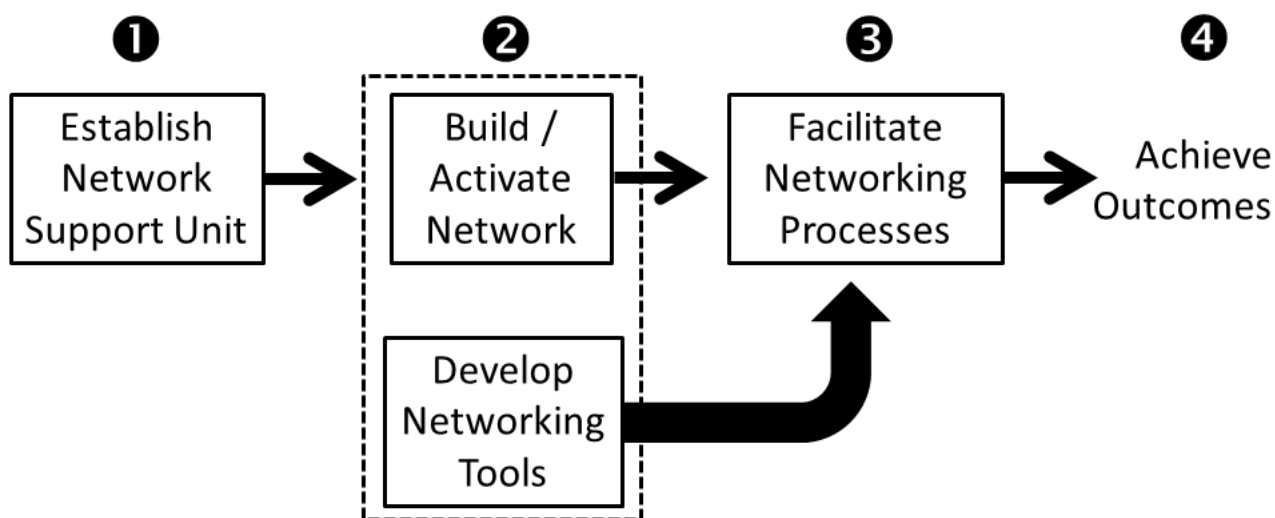 ❶
❷
❸
❹
Establish
Network
Support Unit
Build /
Activate
Network
Facilitate
Networking
Processes
Achieve
Outcomes
Develop
Networking
Tools